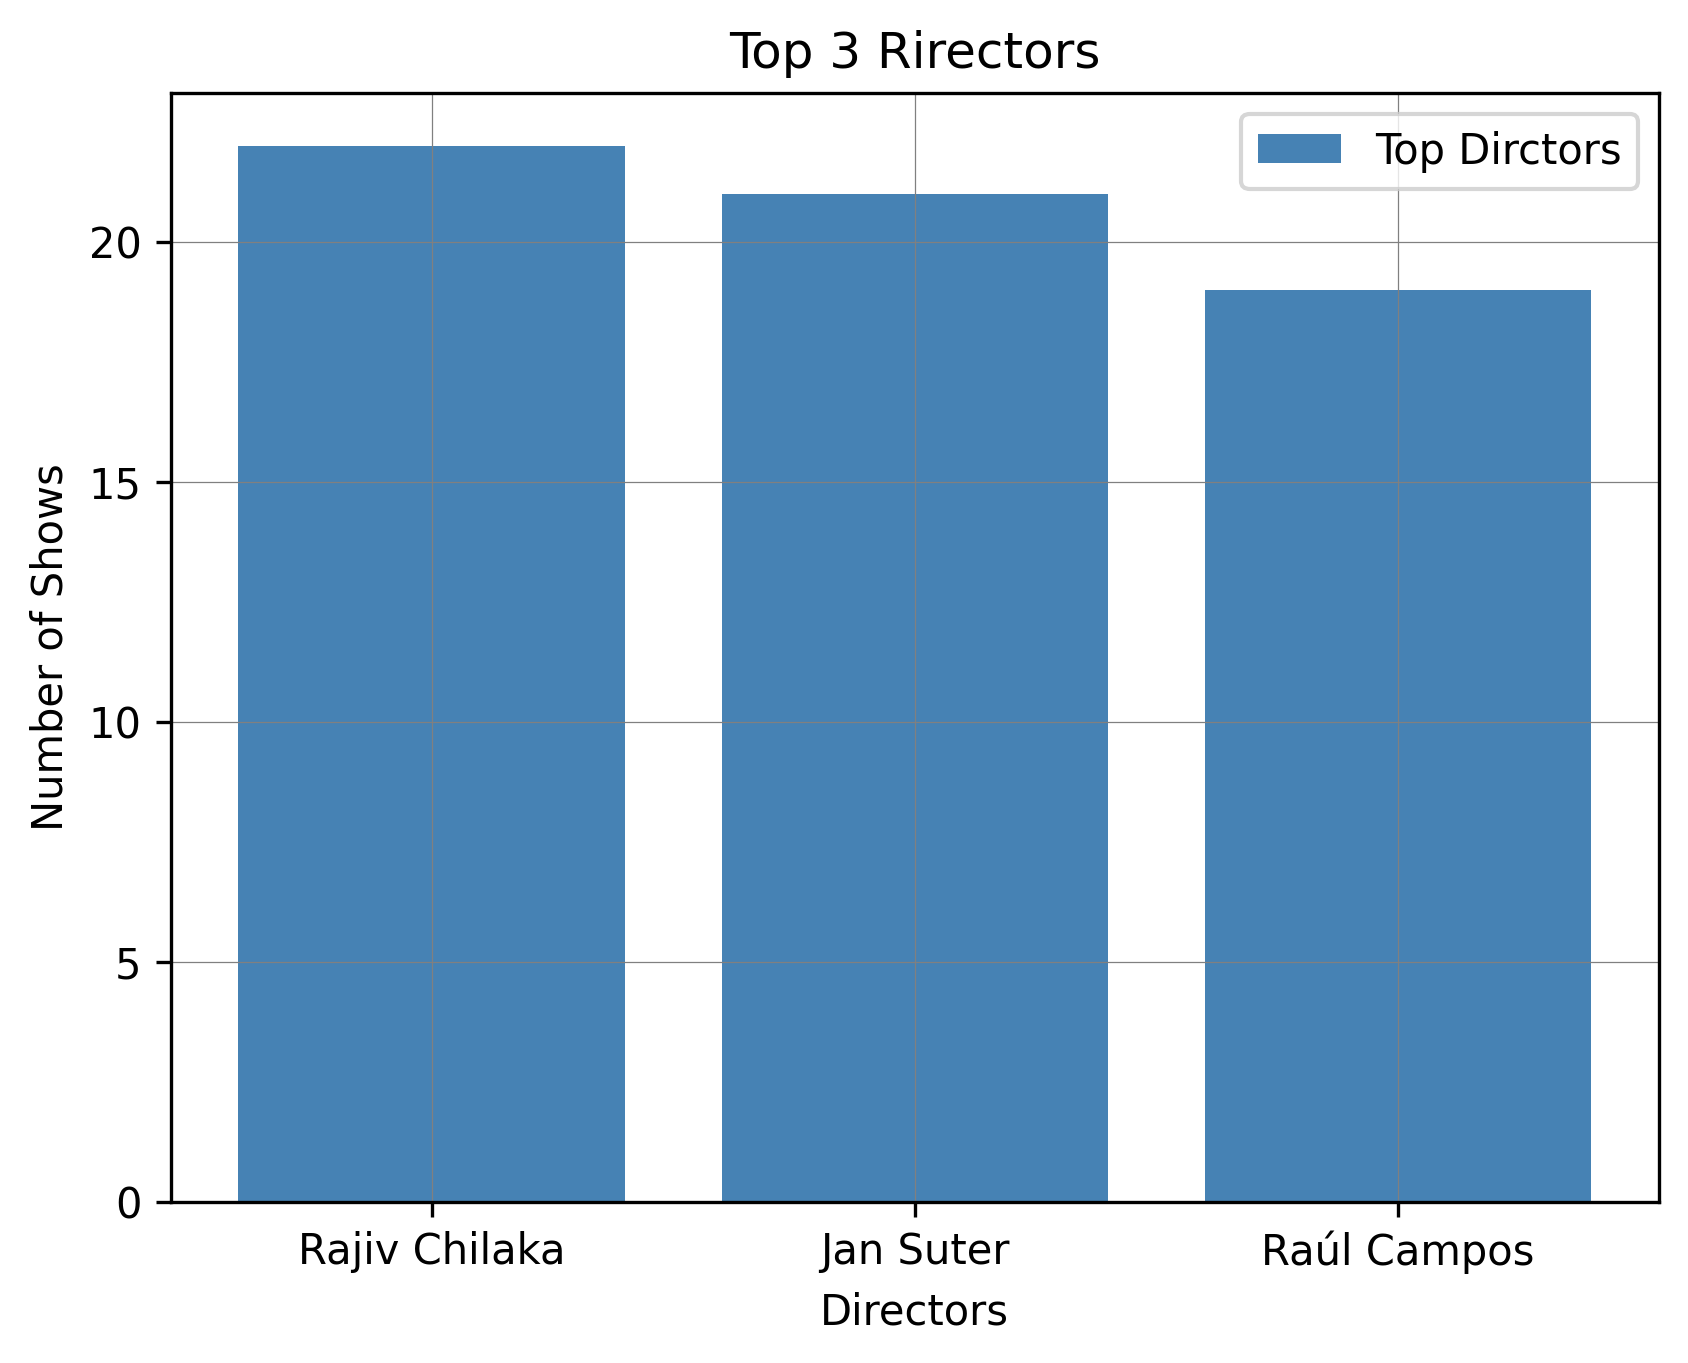 Top 3 Rirectors
Top Dirctors
Number of Shows
20
15
10
5
0
Rajiv Chilaka
Jan Suter
Raúl Campos
Directors